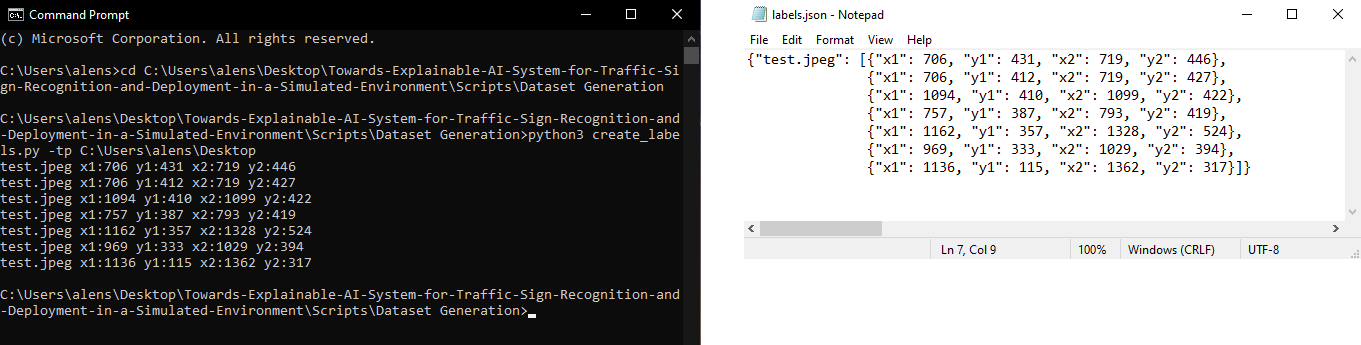 Command Prompt
(c) Microsoft Corporation. All rights reserved.
C:\Users\alens>cd C:\Users\alens\Desktop\Towards-Explainable-AI-System-for-Traffic-Si
gn-Recognition-and-Deployment-in-a-Simulated-Environment\Scripts\Dataset Generation
C:\Users\alens\Desktop\Towards-Explainable-AI-System-for-Traffic-Sign-Recognition-and
-Deployment-in-a-Simulated-Environment\Scripts\Dataset Generation>python3 create_labe
ls.py -tp C:\Users\alens\Desktop
test.jpeg x1:706 y1:431 x2:719 y2:446
test.jpeg x1:706 y1:412 x2:719 y2:427
test.jpeg x1:1094 y1:410 x2:1099 y2:422
test.jpeg x1:757 y1:387 x2:793 y2:419
test.jpeg x1:1162 y1:357 x2:1328 y2:524
test.jpeg x1:969 y1:333 x2:1029 y2:394
test.jpeg x1:1136 y1:115 x2:1362 y2:317
C:\Users\alens\Desktop\Towards-Explainable-AI-System-for-Traffic-Sign-Recognition-and
-Deployment-in-a-Simulated-Environment\Scripts\Dataset Generation>
labels.json - Notepad
File Edit Format View Help
{"test.jpeg": [{"x1": 706, "y1": 431, "x2": 719, "y2": 446},
{"x1": 706, "y1": 412, "x2": 719, "y2": 427},
{"x1": 1094, "y1": 410, "x2": 1099, "y2": 422},
{"x1": 757, "y1": 387, "x2": 793, "y2": 419},
{"x1": 1162, "y1": 357, "x2": 1328, "y2": 524},
{"x1": 969, "y1": 333, "x2": 1029, "y2": 394},
{"x1": 1136, "y1": 115, "x2": 1362, "y2": 317}]}
Ln 7, Col 9 100% Windows (CRLF) UTF-8